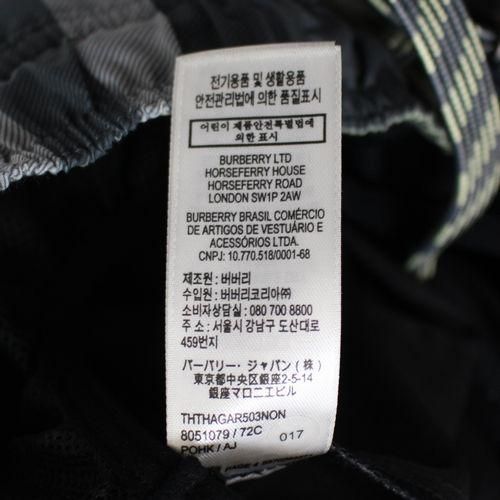 전기용품 및 생활용품
안전관리법에 의한 품질표시
어린이 제품안전특별법에
의한 표시
BURBERRY LTD
HORSEFERRY HOUSE
HORSEFERRY ROAD
LONDON SW1P 2AW
BURBERRY BRASIL COMÉRCIO
DE ARTIGOS DE VESTUÁRIO E
ACESSÓRIOS LTDA.
CNPJ: 10.770.518/0001-68
제조원 : 버버리
수입원 : 버버리코리아㈜
소비자상담실 : 080 700 8800
주 소 : 서울시 강남구 도산대로
459번지
バーバリー・ジャパン (株)
東京都中央区銀座2-5-14
銀座マロニエビル
THTHAGAR503NON
8051079 / 72C 017
POHK / AJ